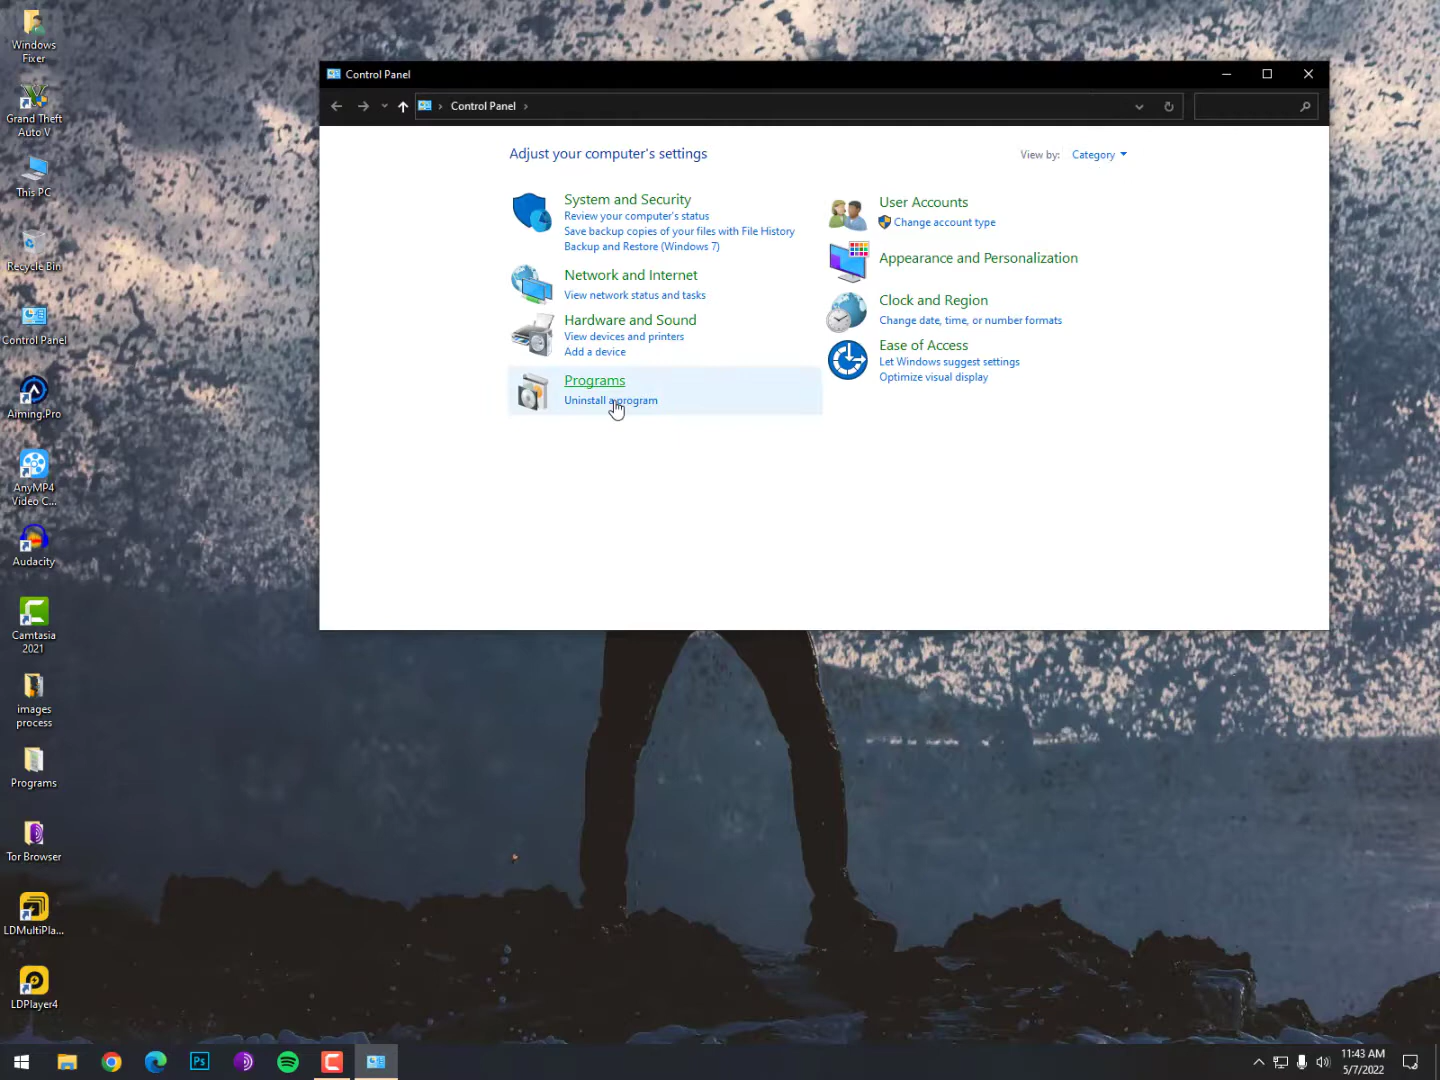 Windows
Fixer
Grand Theft
Auto V
This PC
Recycle Bin
Control Panel
Aiming.Pro
AnyMP4
Video C...
Audacity
Camtasia
2021
images
process
Programs
Tor Browser
LDMultiPla...
LDPlayer4
Control Panel
Control Panel
Adjust your computer's settings
View by: Category
System and Security
Review your computer's status
Save backup copies of your files with File History
Backup and Restore (Windows 7)
Network and Internet
View network status and tasks
Hardware and Sound
View devices and printers
Add a device
Programs
Uninstall a program
User Accounts
Change account type
Appearance and Personalization
Clock and Region
Change date, time, or number formats
Ease of Access
Let Windows suggest settings
Optimize visual display
Ps
11:43 AM
5/7/2022